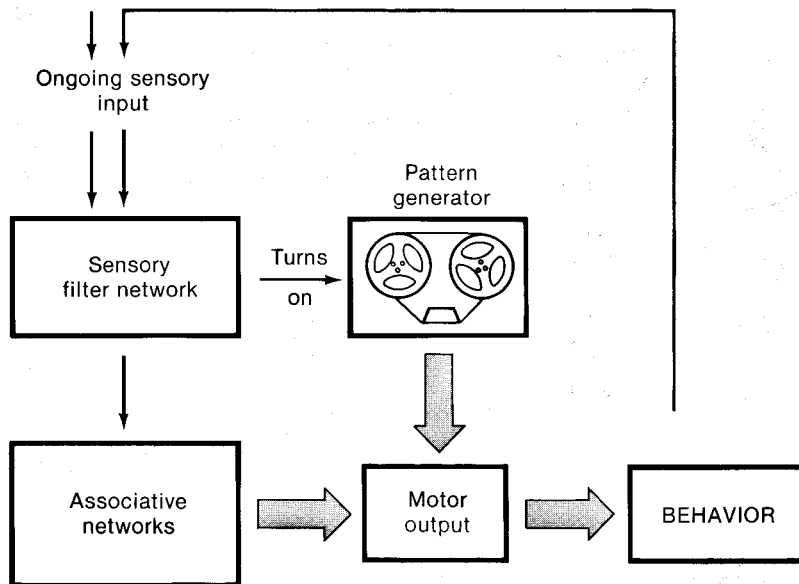 Ongoing sensory
input
Pattern
generator
Sensory
filter network
Turns
on
Associative
networks
Motor
output
BEHAVIOR